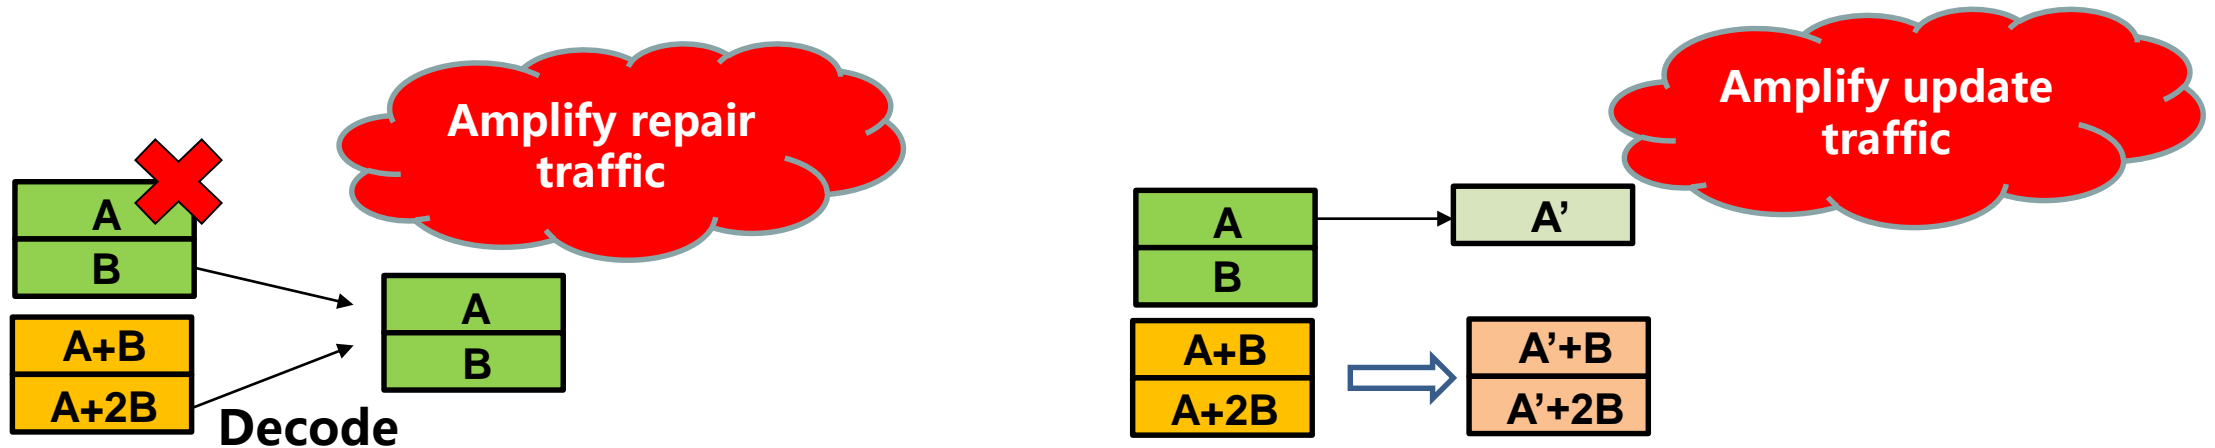 Amplify repair
traffic
A
B
A+B
A+2B
A
B
Decode
Amplify update
traffic
A
B
A'
A+B
A+2B
A’+B
A’+2B